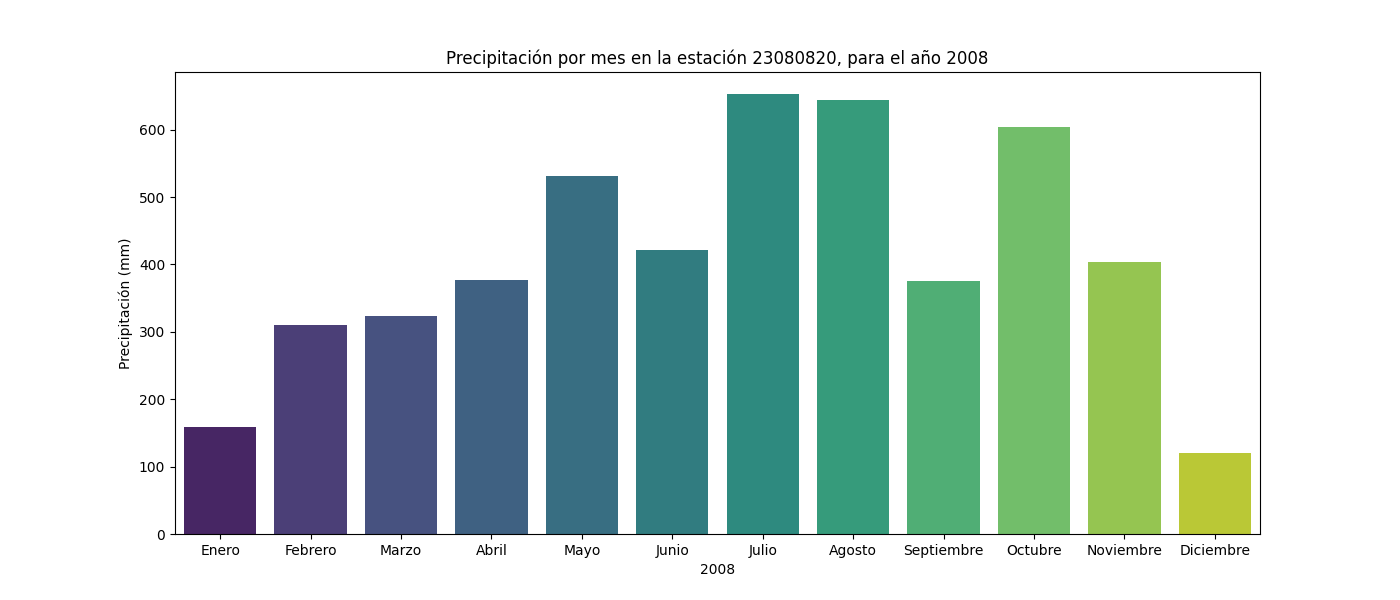 Precipitación por mes en la estación 23080820, para el año 2008
Precipitación (mm)
600
500
400
300
200
100
0
Enero Febrero Marzo Abril Mayo Junio Julio Agosto Septiembre Octubre Noviembre Diciembre
2008